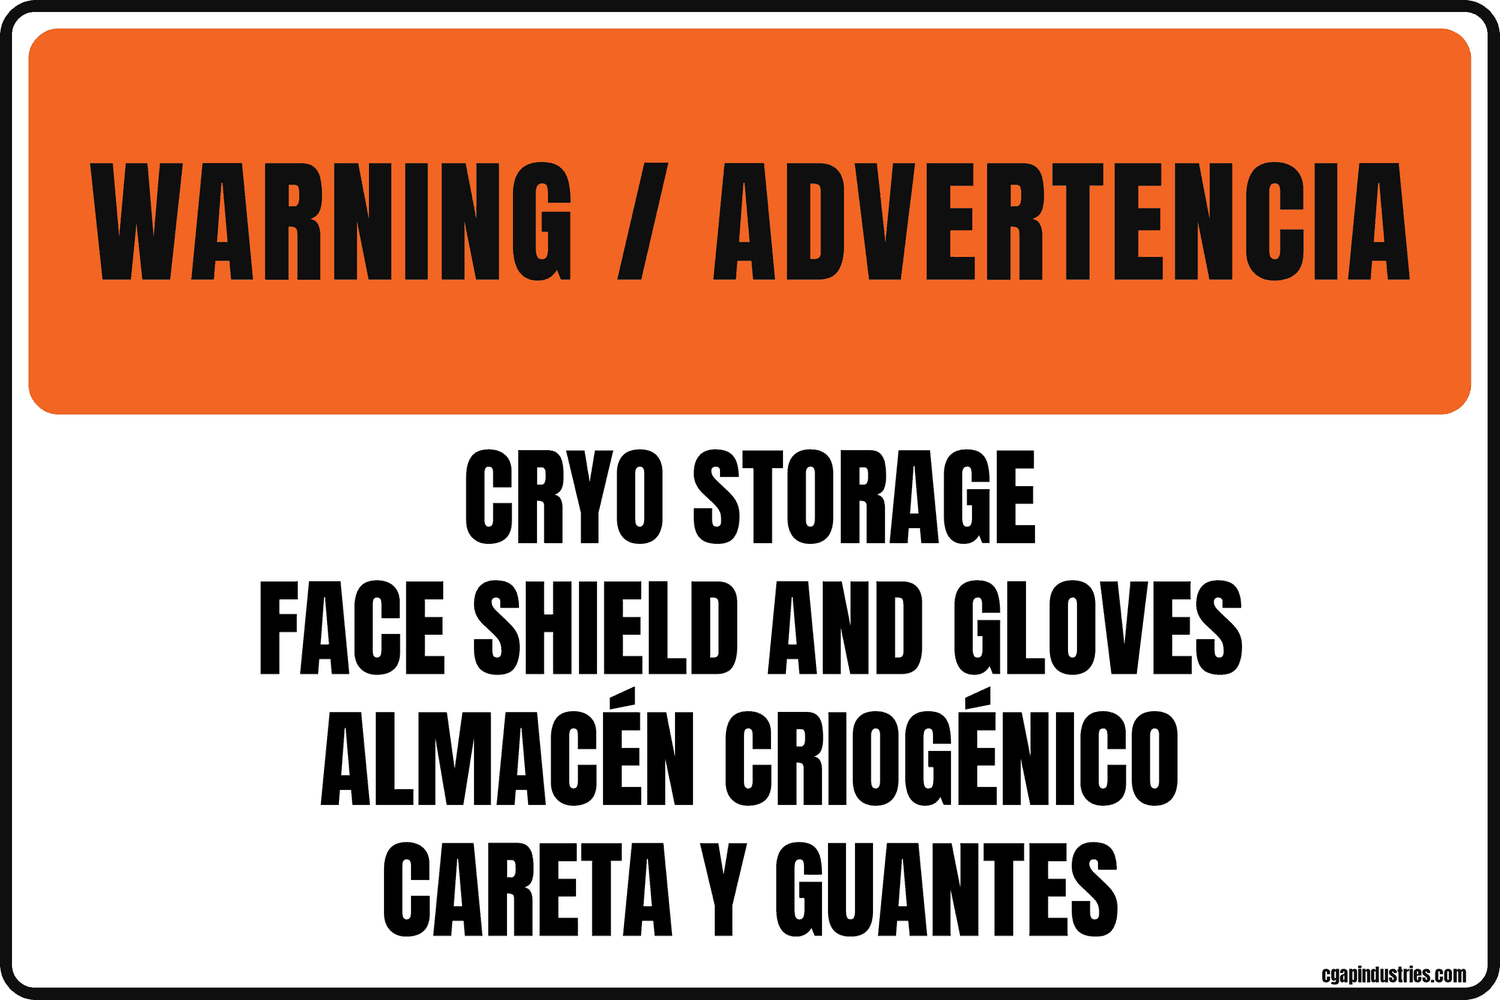 WARNING / ADVERTENCIA
CRYO STORAGE
FACE SHIELD AND GLOVES
ALMACÉN CRIOGÉNICO
CARETA Y GUANTES
cgapindustries.com